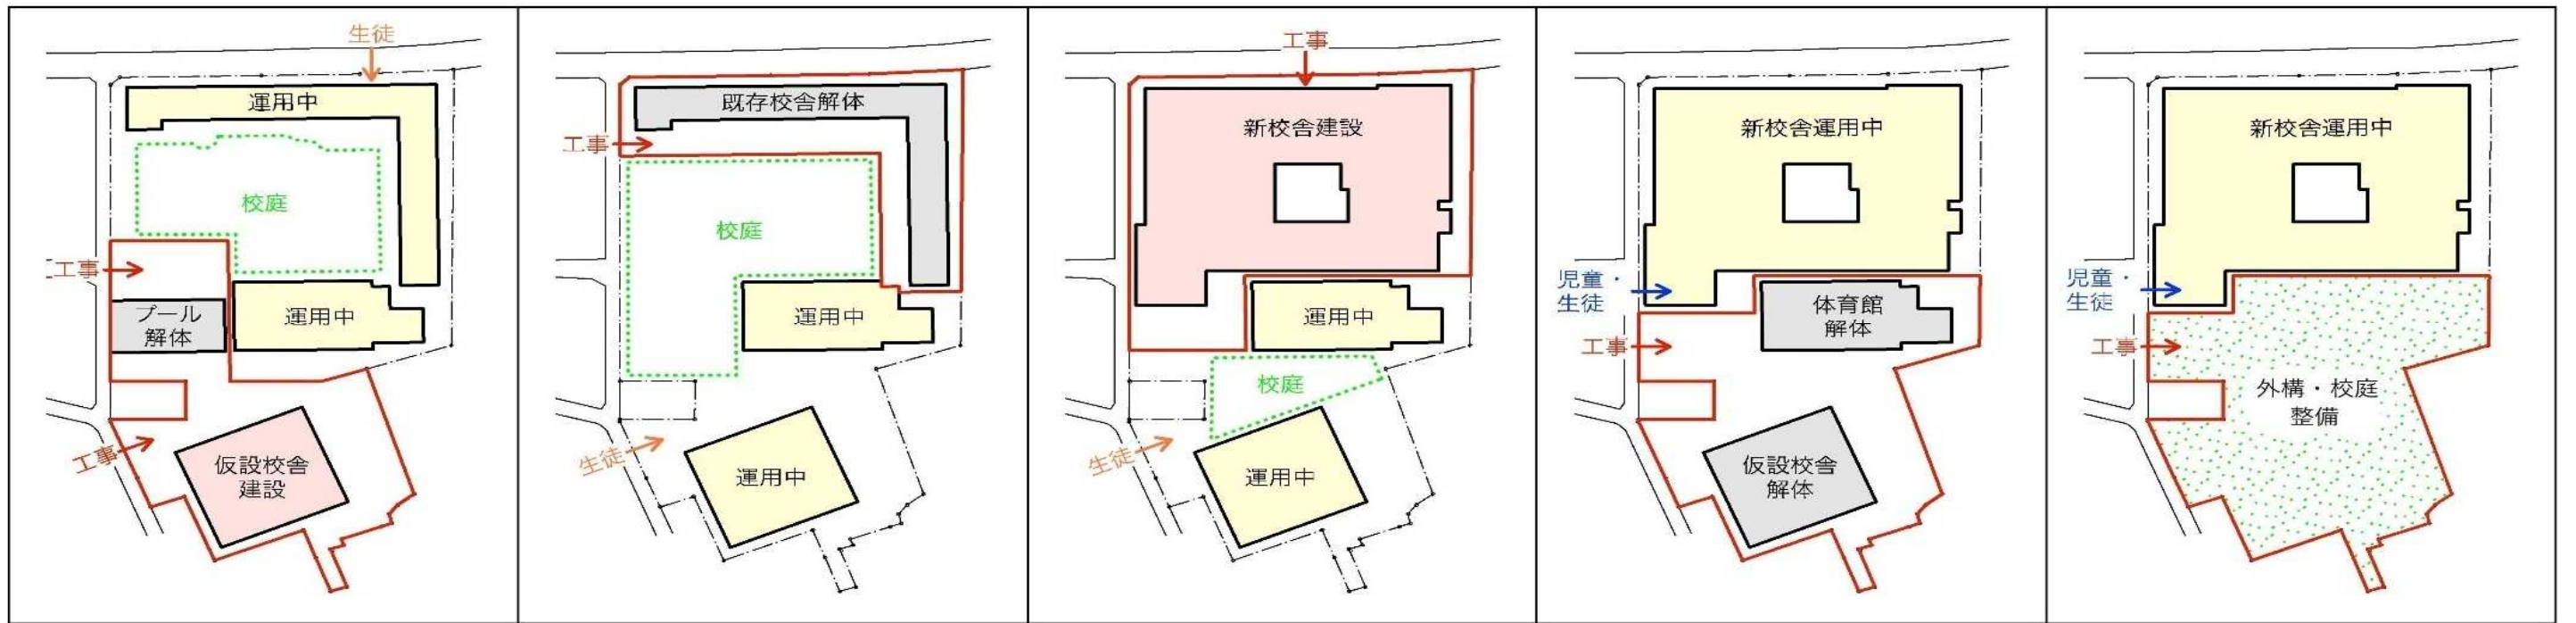 生徒
運用中
校庭
工事
プール
解体
運用中
工事
仮設校舎
建設
既存校舎解体
工事
校庭
運用中
生徒
運用中
工事
新校舎建設
運用中
校庭
生徒
運用中
新校舎運用中
児童・
生徒
体育館
解体
工事
仮設校舎
解体
新校舎運用中
児童・
生徒
工事
外構・校庭
整備